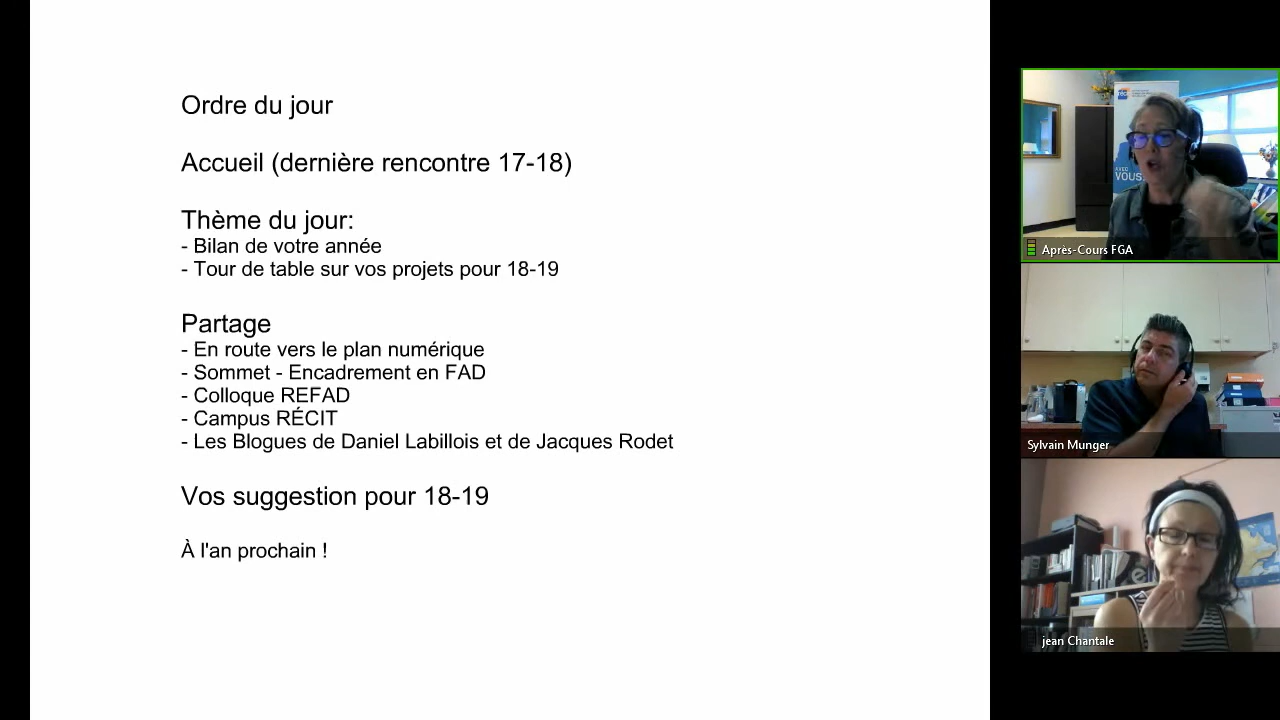 Ordre du jour
Accueil (dernière rencontre 17-18)
Thème du jour:
- Bilan de votre année
- Tour de table sur vos projets pour 18-19
Partage
- En route vers le plan numérique
- Sommet - Encadrement en FAD
- Colloque REFAD
- Campus RÉCIT
- Les Blogues de Daniel Labillois et de Jacques Rodet
Vos suggestion pour 18-19
À l'an prochain !
AVEC
VOUS
Après-Cours FGA
Sylvain Munger
jean Chantale